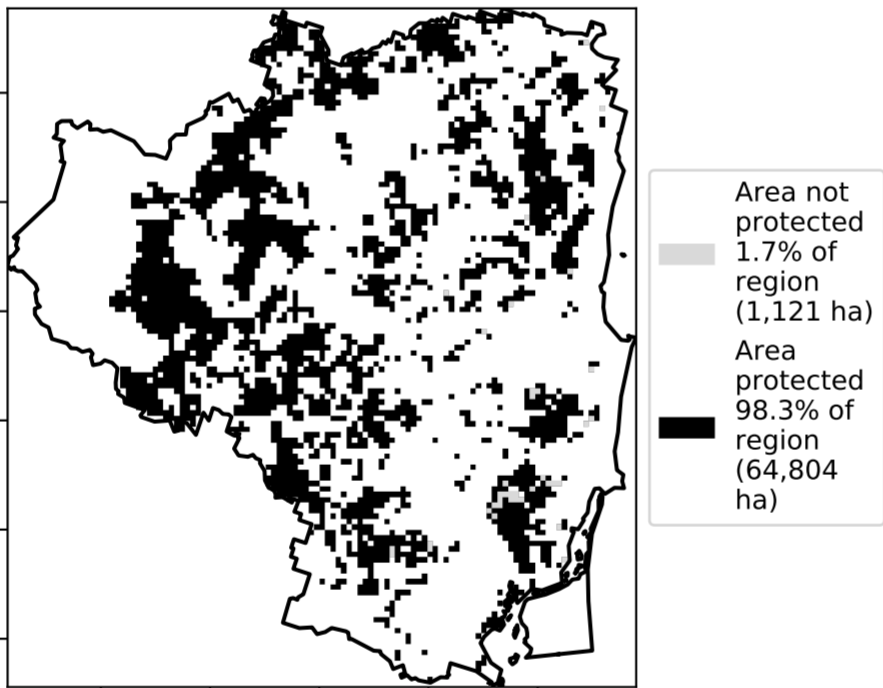 Area not
protected
1.7% of
region
(1,121 ha)
Area
protected
98.3% of
region
(64,804
ha)